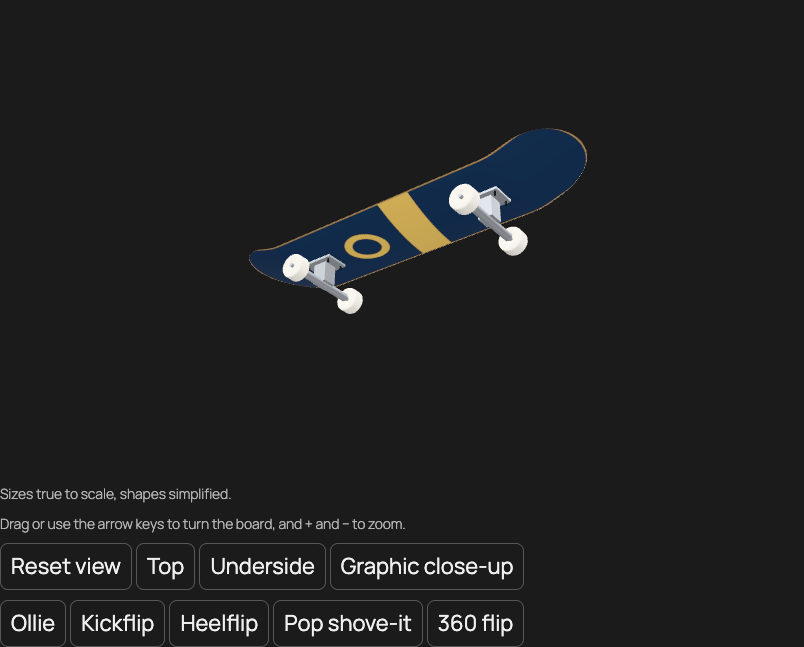 Sizes true to scale, shapes simplified.
Drag or use the arrow keys to turn the board, and + and − to zoom.
Reset view Top Underside Graphic close-up
Ollie Kickflip Heelflip Pop shove-it 360 flip